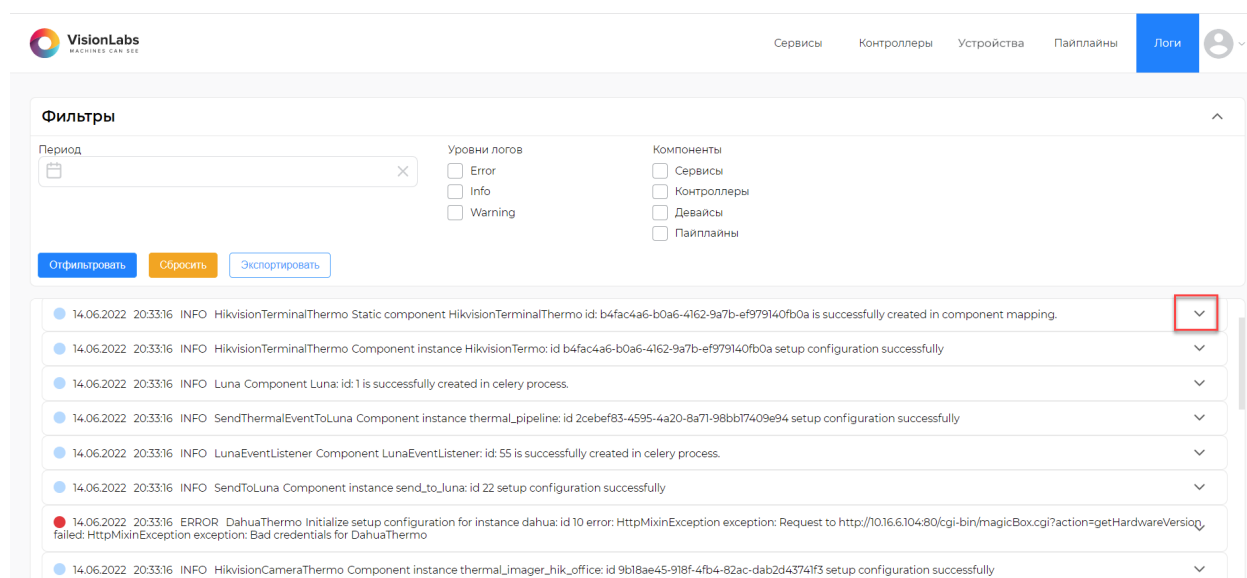 VisionLabs
MACHINES CAN SEE
Сервисы Контроллеры Устройства Пайплайны Логи
Фильтры
Период Уровни логов Компоненты
Error Сервисы
Info Контроллеры
Warning Девайсы
Пайплайны
Отфильтровать Сбросить Экспортировать
14.06.2022 20:33:16 INFO HikvisionTerminalThermo Static component HikvisionTerminalThermo id: b4fac4a6-b0a6-4162-9a7b-ef979140fb0a is successfully created in component mapping.
14.06.2022 20:33:16 INFO HikvisionTerminalThermo Component instance HikvisionTermo: id b4fac4a6-b0a6-4162-9a7b-ef979140fb0a setup configuration successfully
14.06.2022 20:33:16 INFO Luna Component Luna: id: 1 is successfully created in celery process.
14.06.2022 20:33:16 INFO SendThermalEventToLuna Component instance thermal_pipeline: id 2cebef83-4595-4a20-8a71-98bb17409e94 setup configuration successfully
14.06.2022 20:33:16 INFO LunaEventListener Component LunaEventListener: id: 55 is successfully created in celery process.
14.06.2022 20:33:16 INFO SendToLuna Component instance send_to_luna: id 22 setup configuration successfully
14.06.2022 20:33:16 ERROR DahuaThermo Initialize setup configuration for instance dahua: id 10 error: HttpMixinException exception: Request to http://10.16.6.104:80/cgi-bin/magicBox.cgi?action=getHardwareVersion
failed: HttpMixinException exception: Bad credentials for DahuaThermo
14.06.2022 20:33:16 INFO HikvisionCameraThermo Component instance thermal_imager_hik_office: id 9b18ae45-918f-4fb4-82ac-dab2d43741f3 setup configuration successfully